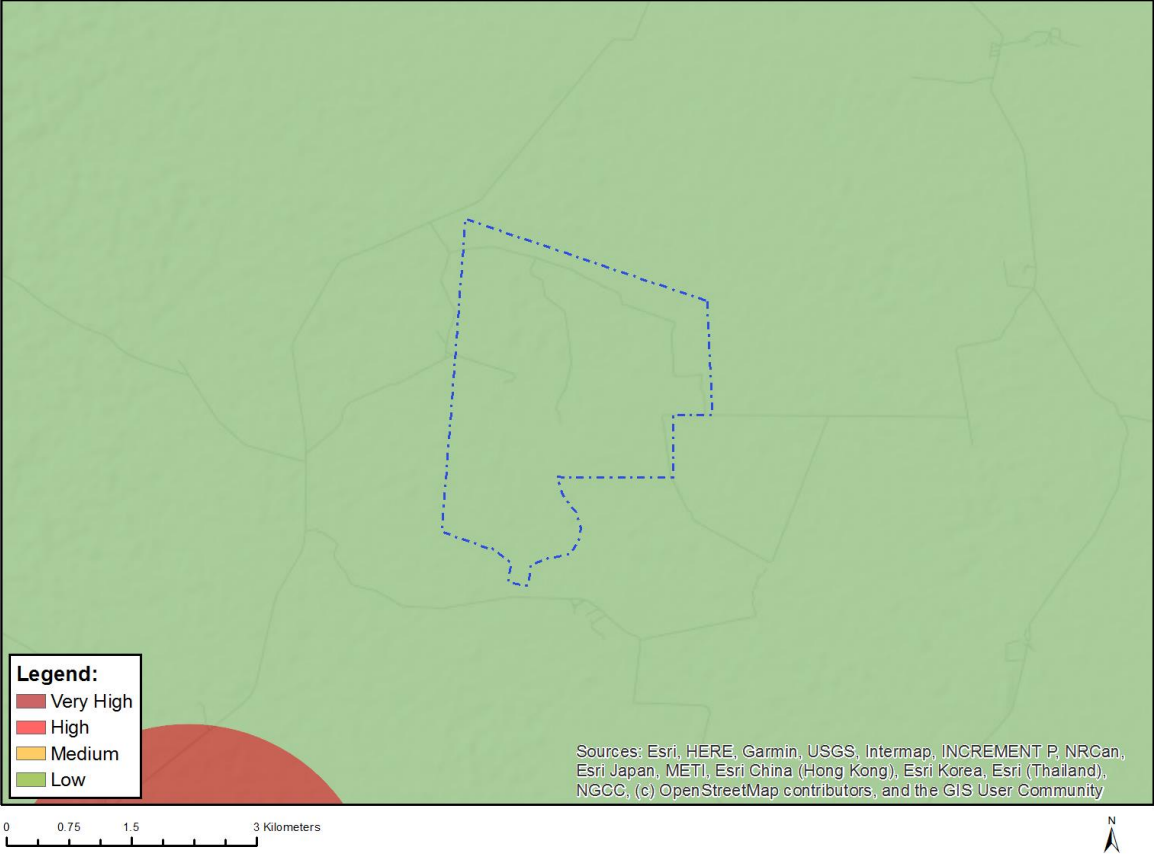 Legend:
Very High
High
Medium
Low
Sources: Esri, HERE, Garmin, USGS, Intermap, INCREMENT P, NRCan,
Esri Japan, METI, Esri China (Hong Kong), Esri Korea, Esri (Thailand),
NGCC, (c) OpenStreetMap contributors, and the GIS User Community
0 0.75 1.5 3 Kilometers
N